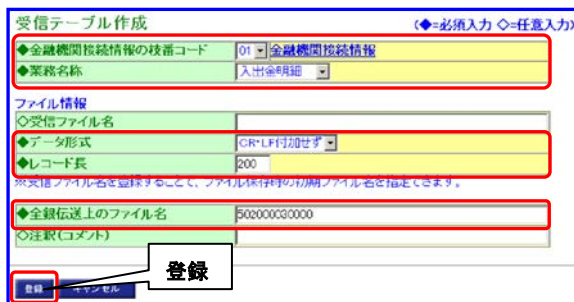 受信テーブル作成
(◆=必須入力 ◇=任意入力)
◆金融機関接続情報の枝番コード 01 金融機関接続情報
◆業務名称 入出金明細
ファイル情報
◇受信ファイル名
◆データ形式 CR・LF付加せず
◆レコード長 200
※受信ファイル名を登録することで、ファイル保存時の初期ファイル名を指定できます。
◆全銀伝送上のファイル名 502000030000
◇注釈(コメント)
登録
登録 キャンセル